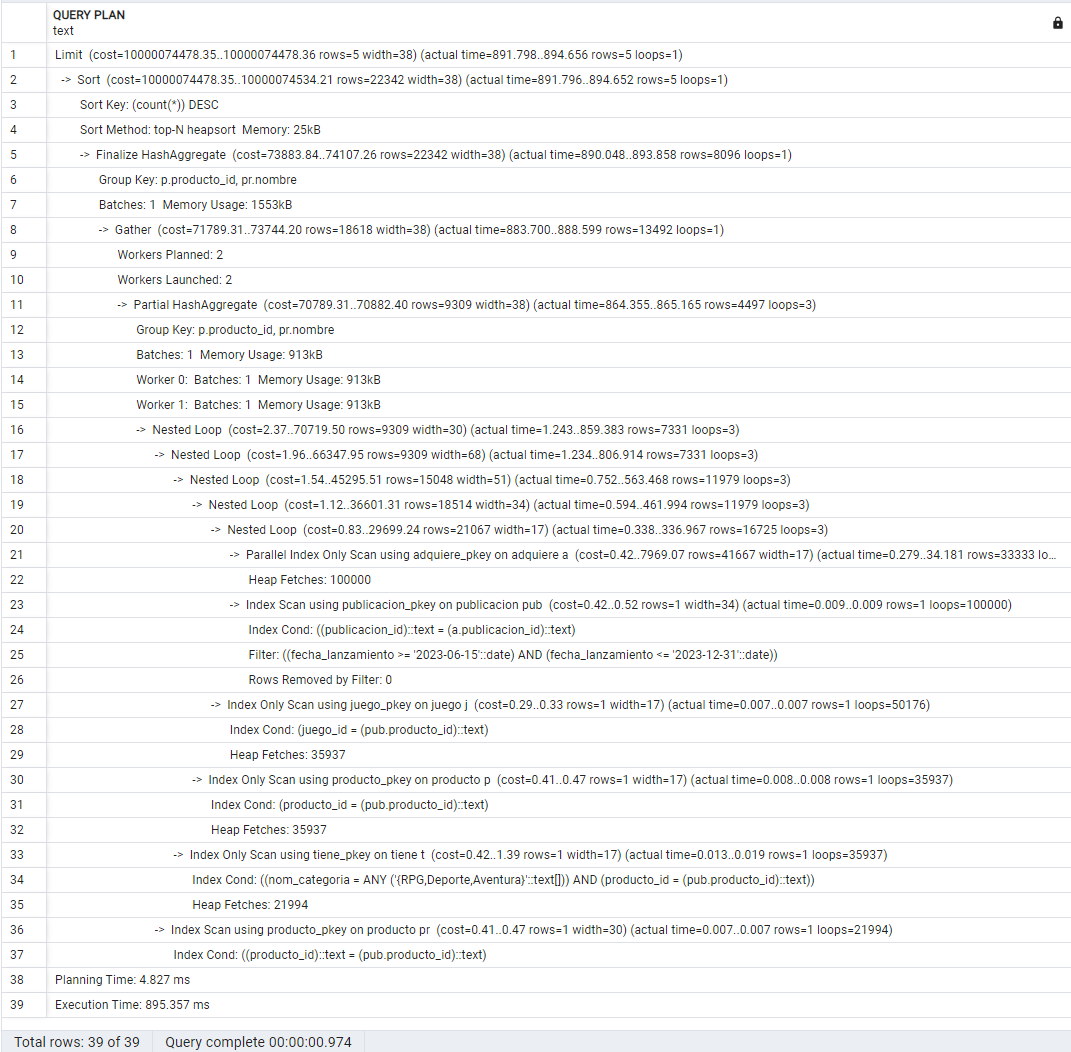 QUERY PLAN
text
1 Limit (cost=10000074478.35..10000074478.36 rows=5 width=38) (actual time=891.798..894.656 rows=5 loops=1)
2 -> Sort (cost=10000074478.35..10000074534.21 rows=22342 width=38) (actual time=891.796..894.652 rows=5 loops=1)
3 Sort Key: (count(*)) DESC
4 Sort Method: top-N heapsort Memory: 25kB
5 -> Finalize HashAggregate (cost=73883.84..74107.26 rows=22342 width=38) (actual time=890.048..893.858 rows=8096 loops=1)
6 Group Key: p.producto_id, pr.nombre
7 Batches: 1 Memory Usage: 1553kB
8 -> Gather (cost=71789.31..73744.20 rows=18618 width=38) (actual time=883.700..888.599 rows=13492 loops=1)
9 Workers Planned: 2
10 Workers Launched: 2
11 -> Partial HashAggregate (cost=70789.31..70882.40 rows=9309 width=38) (actual time=864.355..865.165 rows=4497 loops=3)
12 Group Key: p.producto_id, pr.nombre
13 Batches: 1 Memory Usage: 913kB
14 Worker 0: Batches: 1 Memory Usage: 913kB
15 Worker 1: Batches: 1 Memory Usage: 913kB
16 -> Nested Loop (cost=2.37..70719.50 rows=9309 width=30) (actual time=1.243..859.383 rows=7331 loops=3)
17 -> Nested Loop (cost=1.96..66347.95 rows=9309 width=68) (actual time=1.234..806.914 rows=7331 loops=3)
18 -> Nested Loop (cost=1.54..45295.51 rows=15048 width=51) (actual time=0.752..563.468 rows=11979 loops=3)
19 -> Nested Loop (cost=1.12..36601.31 rows=18514 width=34) (actual time=0.594..461.994 rows=11979 loops=3)
20 -> Nested Loop (cost=0.83..29699.24 rows=21067 width=17) (actual time=0.338..336.967 rows=16725 loops=3)
21 -> Parallel Index Only Scan using adquiere_pkey on adquiere a (cost=0.42..7969.07 rows=41667 width=17) (actual time=0.279..34.181 rows=33333 lo...
22 Heap Fetches: 100000
23 -> Index Scan using publicacion_pkey on publicacion pub (cost=0.42..0.52 rows=1 width=34) (actual time=0.009..0.009 rows=1 loops=100000)
24 Index Cond: ((publicacion_id)::text = (a.publicacion_id)::text)
25 Filter: ((fecha_lanzamiento >= '2023-06-15'::date) AND (fecha_lanzamiento <= '2023-12-31'::date))
26 Rows Removed by Filter: 0
27 -> Index Only Scan using juego_pkey on juego j (cost=0.29..0.33 rows=1 width=17) (actual time=0.007..0.007 rows=1 loops=50176)
28 Index Cond: (juego_id = (pub.producto_id)::text)
29 Heap Fetches: 35937
30 -> Index Only Scan using producto_pkey on producto p (cost=0.41..0.47 rows=1 width=17) (actual time=0.008..0.008 rows=1 loops=35937)
31 Index Cond: (producto_id = (pub.producto_id)::text)
32 Heap Fetches: 35937
33 -> Index Only Scan using tiene_pkey on tiene t (cost=0.42..1.39 rows=1 width=17) (actual time=0.013..0.019 rows=1 loops=35937)
34 Index Cond: ((nom_categoria = ANY ('{RPG,Deporte,Aventura}'::text[])) AND (producto_id = (pub.producto_id)::text))
35 Heap Fetches: 21994
36 -> Index Scan using producto_pkey on producto pr (cost=0.41..0.47 rows=1 width=30) (actual time=0.007..0.007 rows=1 loops=21994)
37 Index Cond: ((producto_id)::text = (pub.producto_id)::text)
38 Planning Time: 4.827 ms
39 Execution Time: 895.357 ms
Total rows: 39 of 39 Query complete 00:00:00.974